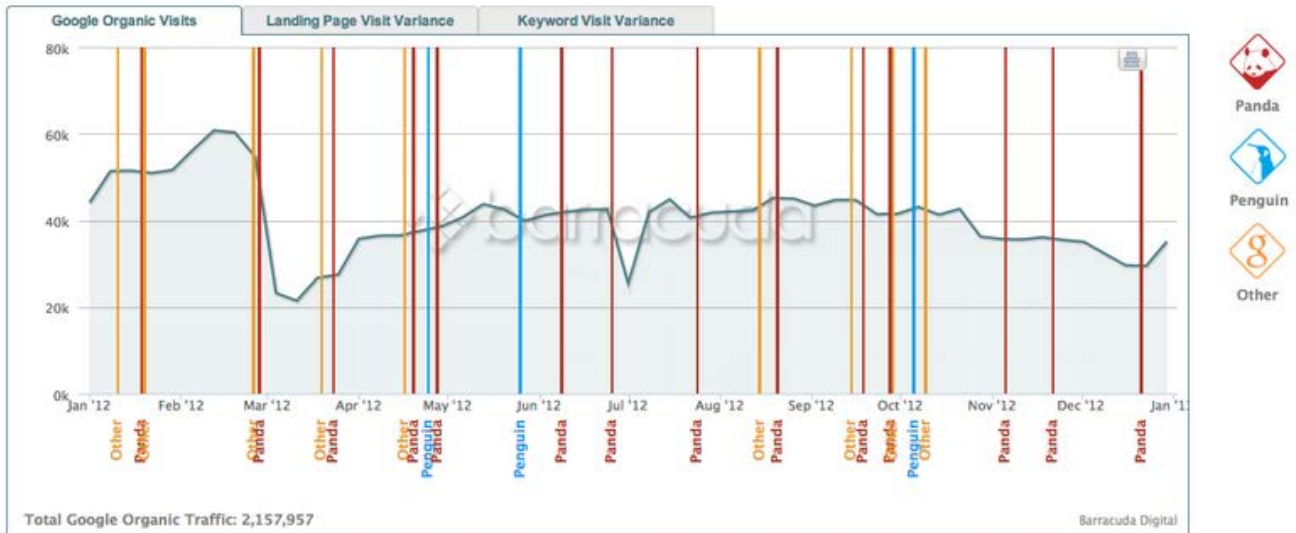 Google Organic Visits
Landing Page Visit Variance
Keyword Visit Variance
80k
60k
40k
20k
0k
barracuda
Jan '12
Feb '12
Mar '12
Apr '12
May '12
Jun '12
Jul '12
Aug '12
Sep '12
Oct '12
Nov '12
Dec '12
Jan '1
Other
Panda
Other
Other
Panda
Other
Panda
Other
Panda
Penguin
Panda
Penguin
Panda
Panda
Panda
Other
Panda
Other
Panda
Panda
Other
Penguin
Other
Panda
Panda
Panda
Total Google Organic Traffic: 2,157,957
Barracuda Digital
Panda
Penguin
g
Other